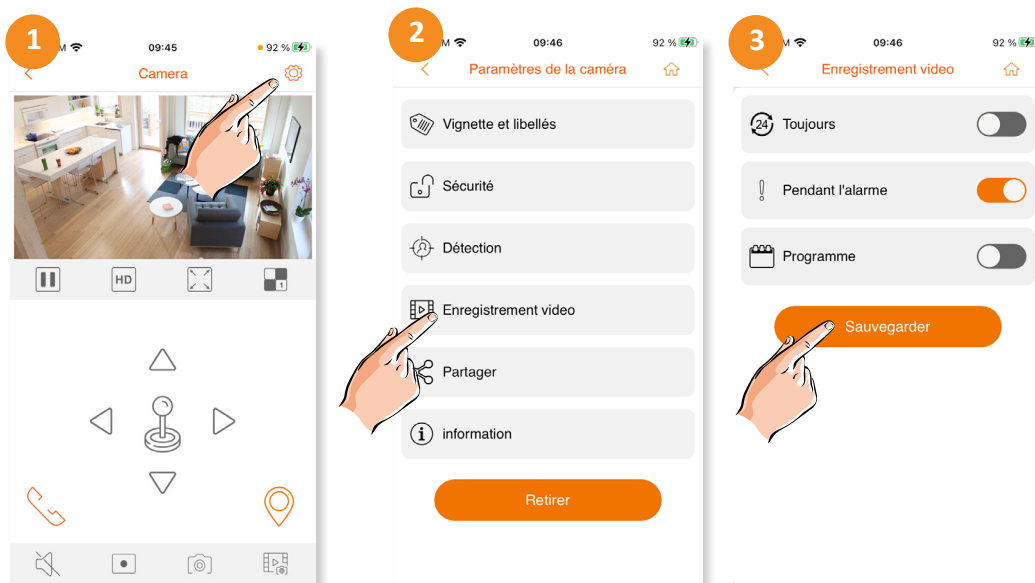 1
M
09:45
92 %
Camera
HD
1
2
M
09:46
92 %
Paramètres de la caméra
Vignette et libellés
Sécurité
Détection
Enregistrement video
Partager
information
Retirer
3
M
09:46
92 %
Enregistrement video
24
Toujours
Pendant l'alarme
Programme
Sauvegarder